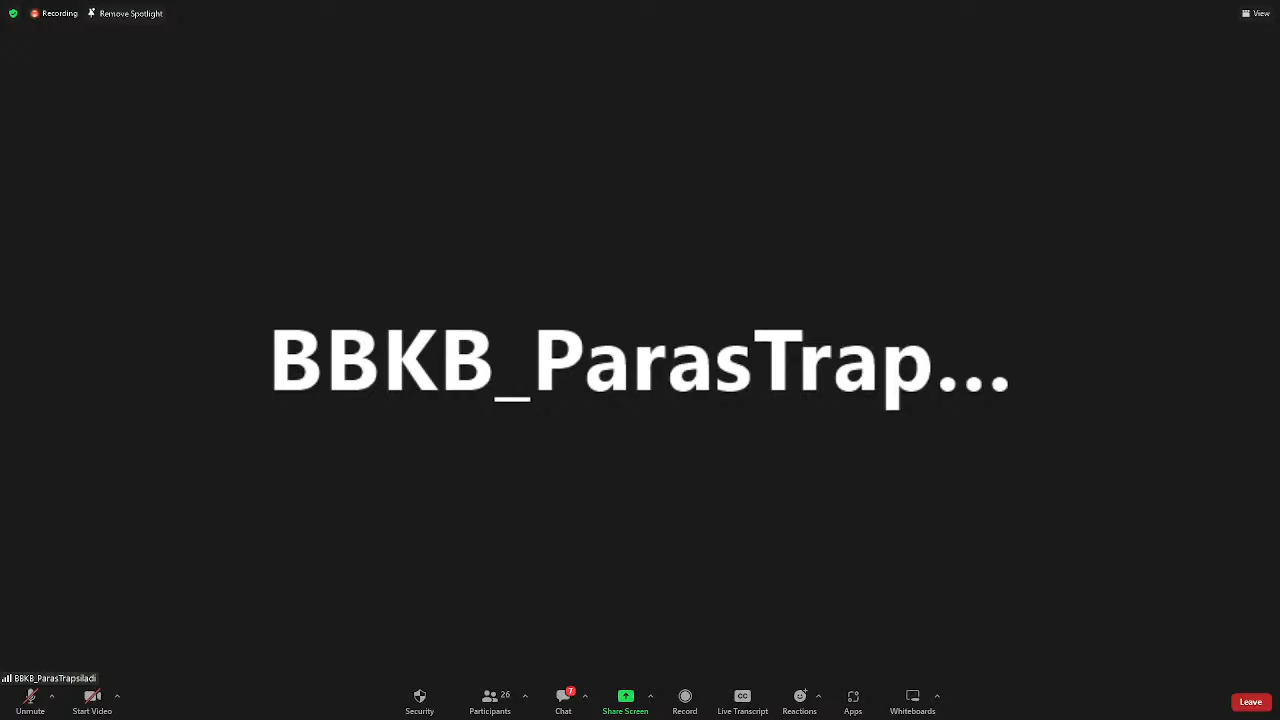 Recording Remove Spotlight View
BBKB_ParasTrap...
BBKB_ParasTrapsiladi
Unmute Start Video Security Participants 26 Chat 7 Share Screen Record CC Live Transcript Reactions Apps Whiteboards Leave